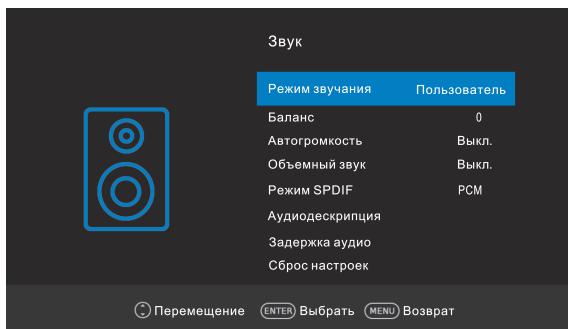 Звук
Режим звучания Пользователь
Баланс 0
Автогромкость Выкл.
Объемный звук Выкл.
Режим SPDIF PCM
Аудиодескрипция
Задержка аудио
Сброс настроек
Перемещение ENTER Выбрать MENU Возврат